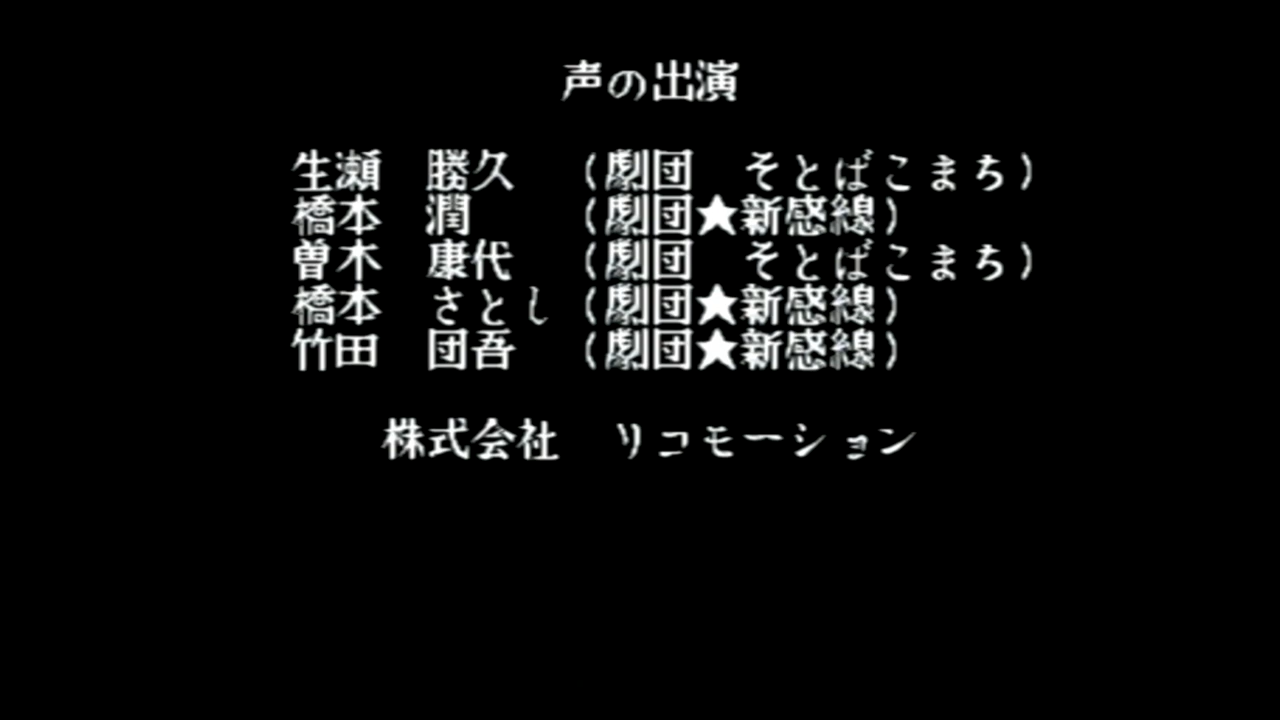 声の出演
生瀬　勝久　（劇団　そとばこまち）
橋本　潤　　（劇団★新感線）
曽木　康代　（劇団　そとばこまち）
橋本　さとし（劇団★新感線）
竹田　団吾　（劇団★新感線）
株式会社　リコモーション